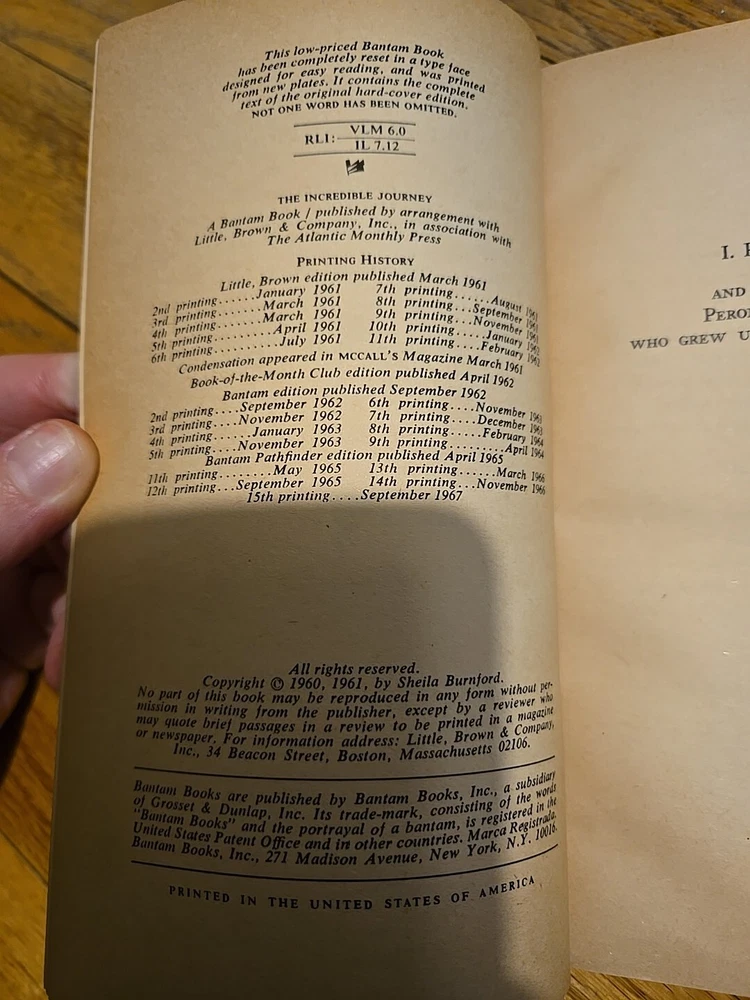 This low-priced Bantam Book
has been completely reset in a type face
designed for easy reading, and was printed
from new plates. It contains the complete
text of the original hard-cover edition.
NOT ONE WORD HAS BEEN OMITTED.
RLI: VLM 6.0
IL 7.12
THE INCREDIBLE JOURNEY
A Bantam Book / published by arrangement with
Little, Brown & Company, Inc., in association with
The Atlantic Monthly Press
PRINTING HISTORY
Little, Brown edition published March 1961
2nd printing......January 1961 7th printing......August 1961
3rd printing.......March 1961 8th printing...September 1961
4th printing.......March 1961 9th printing....November 1961
5th printing........April 1961 10th printing.....January 1962
6th printing.........July 1961 11th printing....February 1962
Condensation appeared in MCCALL'S Magazine March 1961
Book-of-the-Month Club edition published April 1962
Bantam edition published September 1962
2nd printing...September 1962 6th printing....November 1963
3rd printing....November 1962 7th printing....December 1963
4th printing......January 1963 8th printing.....February 1964
5th printing....November 1963 9th printing.........April 1964
Bantam Pathfinder edition published April 1965
11th printing........May 1965 13th printing......March 1966
12th printing...September 1965 14th printing...November 1966
15th printing....September 1967
All rights reserved.
Copyright © 1960, 1961, by Sheila Burnford.
No part of this book may be reproduced in any form without per-
mission in writing from the publisher, except by a reviewer who
may quote brief passages in a review to be printed in a magazine
or newspaper. For information address: Little, Brown & Company,
Inc., 34 Beacon Street, Boston, Massachusetts 02106.
Bantam Books are published by Bantam Books, Inc., a subsidiary
of Grosset & Dunlap, Inc. Its trade-mark, consisting of the words
"Bantam Books" and the portrayal of a bantam, is registered in the
United States Patent Office and in other countries. Marca Registrada.
Bantam Books, Inc., 271 Madison Avenue, New York, N.Y. 10016.
PRINTED IN THE UNITED STATES OF AMERICA
I.
AND
WHO GREW